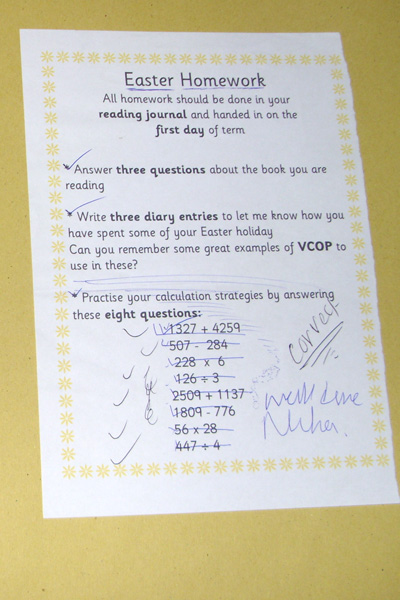 Easter Homework
All homework should be done in your
reading journal and handed in on the
first day of term
Answer three questions about the book you are
reading
Write three diary entries to let me know how you
have spent some of your Easter holiday
Can you remember some great examples of VCOP to
use in these?
Practise your calculation strategies by answering
these eight questions:
1327 + 4259
507 - 284
228 x 6
126 ÷ 3
2509 + 1137
1809 - 776
56 x 28
447 ÷ 4
correct
well done